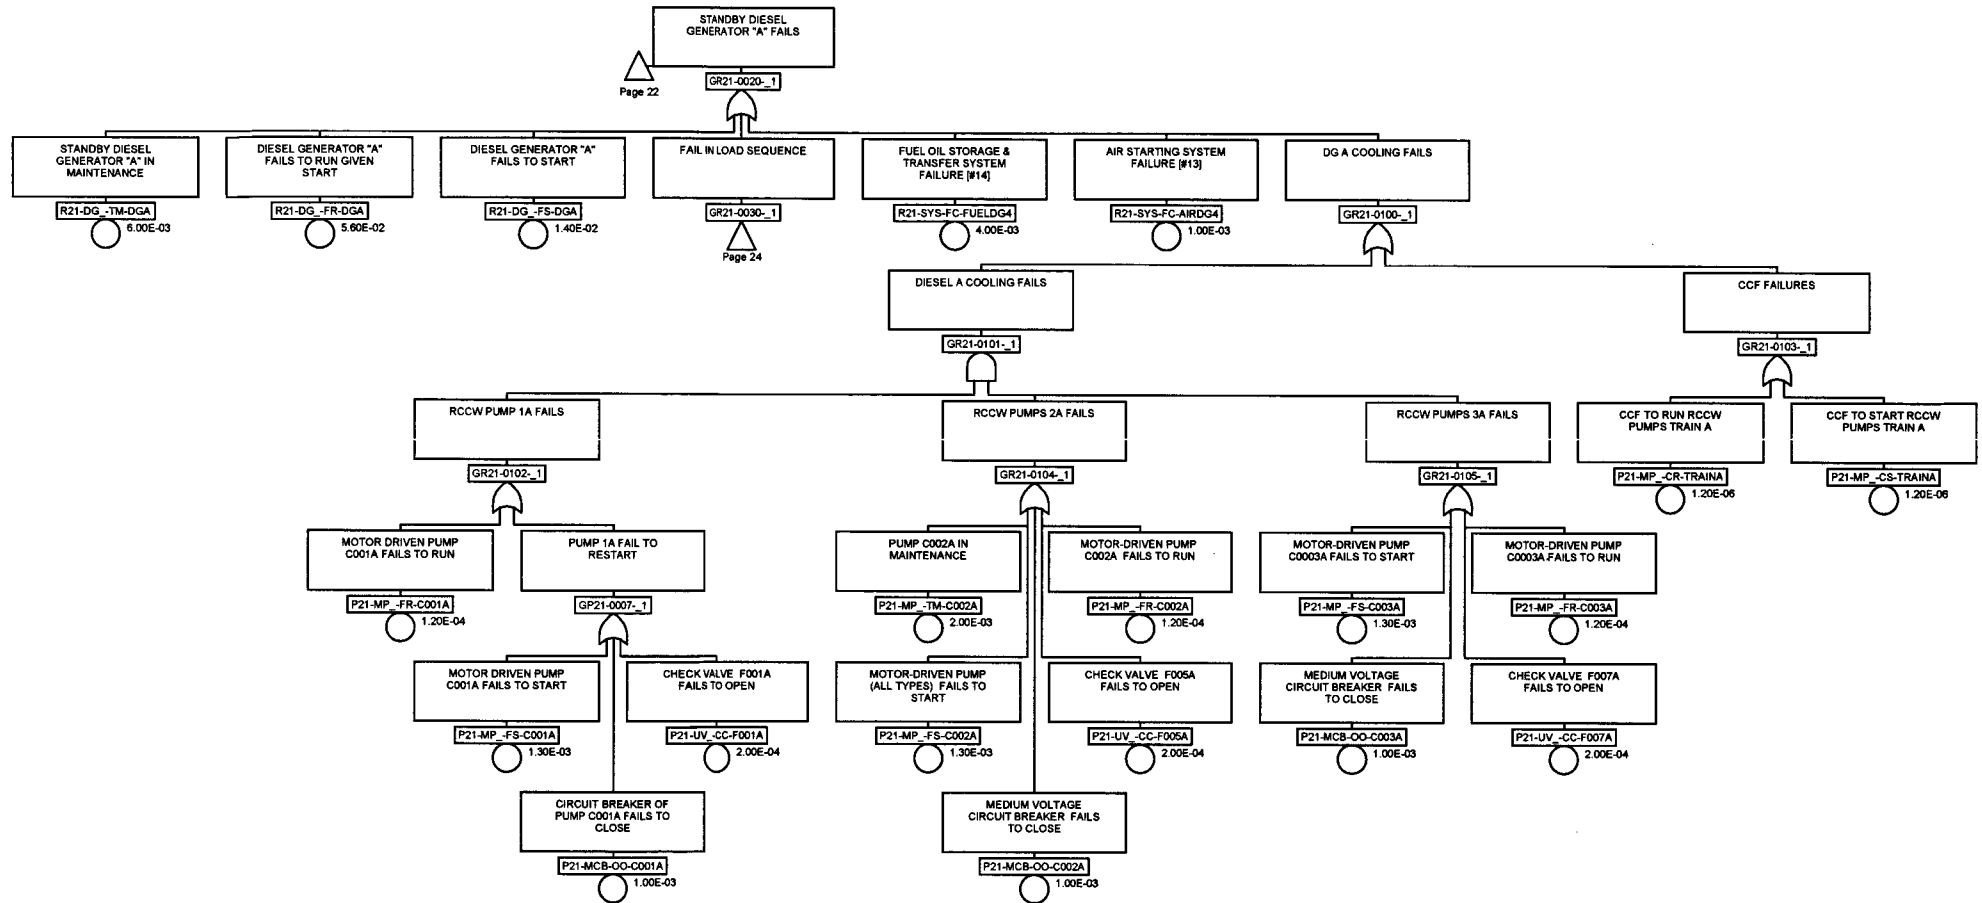 STANDBY DIESEL
GENERATOR "A" FAILS
GR21-0020-_1
Page 22
STANDBY DIESEL
GENERATOR "A" IN
MAINTENANCE
R21-DG_-TM-DGA
6.00E-03
DIESEL GENERATOR "A"
FAILS TO RUN GIVEN
START
R21-DG_-FR-DGA
5.60E-02
DIESEL GENERATOR "A"
FAILS TO START
R21-DG_-FS-DGA
1.40E-02
FAIL IN LOAD SEQUENCE
GR21-0030-_1
Page 24
FUEL OIL STORAGE &
TRANSFER SYSTEM
FAILURE [#14]
R21-SYS-FC-FUELDG4
4.00E-03
AIR STARTING SYSTEM
FAILURE [#13]
R21-SYS-FC-AIRDG4
1.00E-03
DG A COOLING FAILS
GR21-0100-_1
DIESEL A COOLING FAILS
GR21-0101-_1
CCF FAILURES
GR21-0103-_1
RCCW PUMP 1A FAILS
GR21-0102-_1
RCCW PUMPS 2A FAILS
GR21-0104-_1
RCCW PUMPS 3A FAILS
GR21-0105-_1
CCF TO RUN RCCW
PUMPS TRAIN A
P21-MP_-CR-TRAINA
1.20E-06
CCF TO START RCCW
PUMPS TRAIN A
P21-MP_-CS-TRAINA
1.20E-06
MOTOR DRIVEN PUMP
C001A FAILS TO RUN
P21-MP_-FR-C001A
1.20E-04
PUMP 1A FAIL TO
RESTART
GP21-0007-_1
PUMP C002A IN
MAINTENANCE
P21-MP_-TM-C002A
2.00E-03
MOTOR-DRIVEN PUMP
C002A FAILS TO RUN
P21-MP_-FR-C002A
1.20E-04
MOTOR-DRIVEN PUMP
C0003A FAILS TO START
P21-MP_-FS-C003A
1.30E-03
MOTOR-DRIVEN PUMP
C0003A FAILS TO RUN
P21-MP_-FR-C003A
1.20E-04
MOTOR DRIVEN PUMP
C001A FAILS TO START
P21-MP_-FS-C001A
1.30E-03
CHECK VALVE F001A
FAILS TO OPEN
P21-UV_-CC-F001A
2.00E-04
MOTOR-DRIVEN PUMP
(ALL TYPES) FAILS TO
START
P21-MP_-FS-C002A
1.30E-03
CHECK VALVE F005A
FAILS TO OPEN
P21-UV_-CC-F005A
2.00E-04
MEDIUM VOLTAGE
CIRCUIT BREAKER FAILS
TO CLOSE
P21-MCB-OO-C003A
1.00E-03
CHECK VALVE F007A
FAILS TO OPEN
P21-UV_-CC-F007A
2.00E-04
CIRCUIT BREAKER OF
PUMP C001A FAILS TO
CLOSE
P21-MCB-OO-C001A
1.00E-03
MEDIUM VOLTAGE
CIRCUIT BREAKER FAILS
TO CLOSE
P21-MCB-OO-C002A
1.00E-03